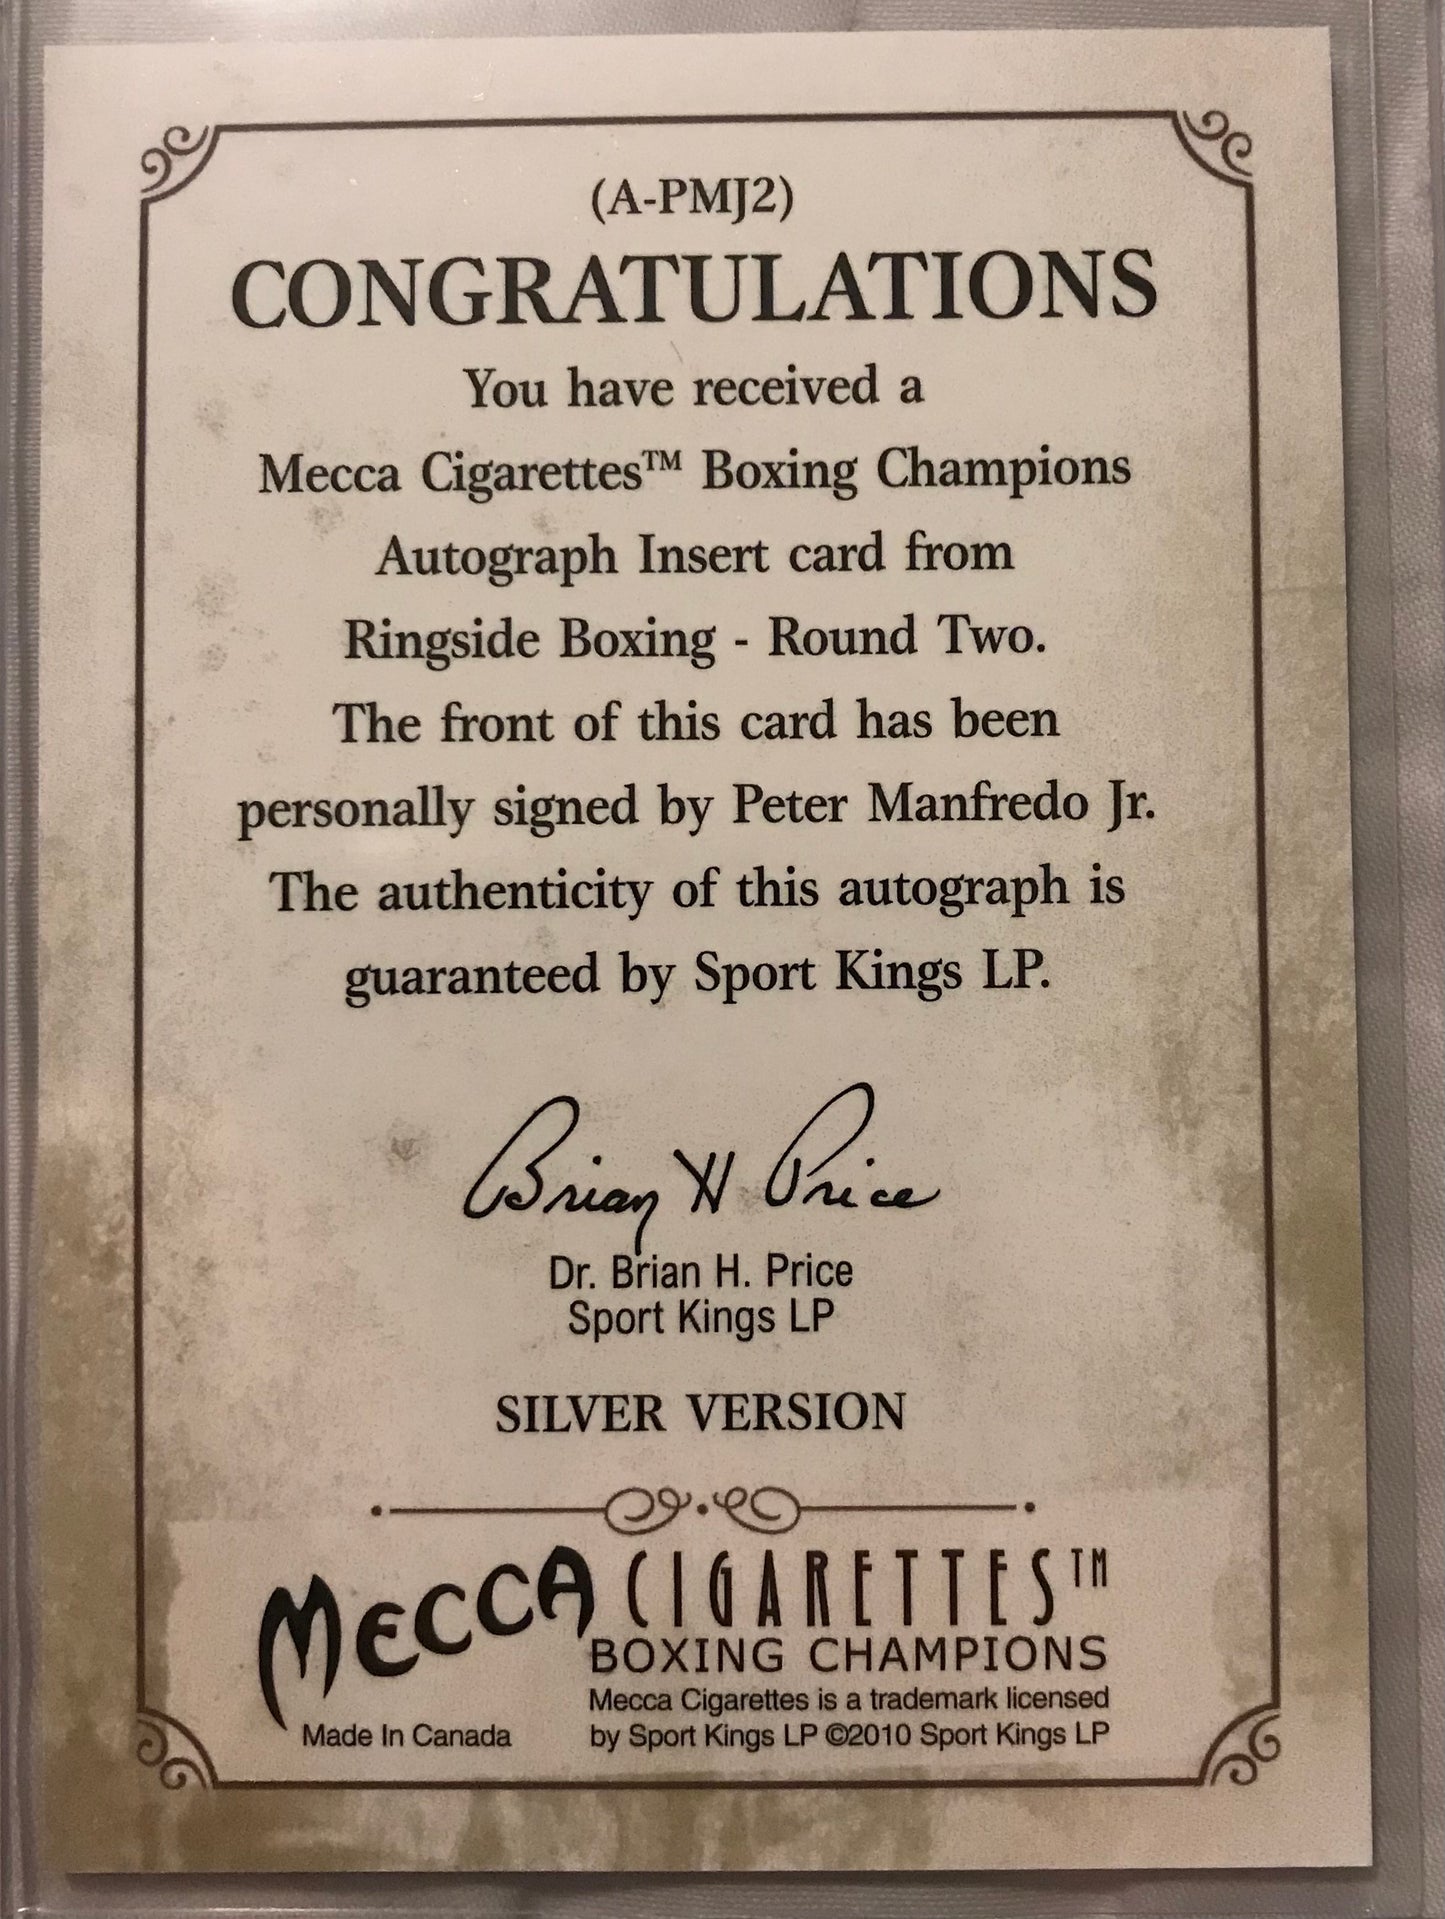 (A-PMJ2)
CONGRATULATIONS
You have received a
Mecca Cigarettes™ Boxing Champions
Autograph Insert card from
Ringside Boxing - Round Two.
The front of this card has been
personally signed by Peter Manfredo Jr.
The authenticity of this autograph is
guaranteed by Sport Kings LP.
Brian H Price
Dr. Brian H. Price
Sport Kings LP
SILVER VERSION
MECCA CIGARETTES™
BOXING CHAMPIONS
Mecca Cigarettes is a trademark licensed
Made In Canada by Sport Kings LP ©2010 Sport Kings LP